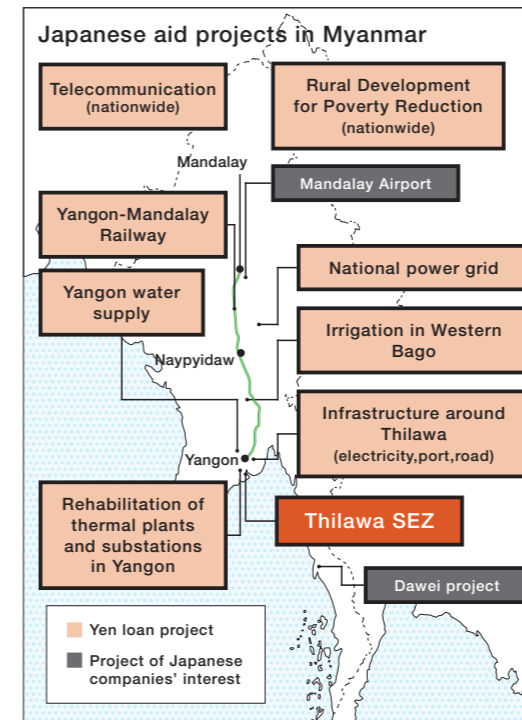 Japanese aid projects in Myanmar
Telecommunication
(nationwide)
Rural Development
for Poverty Reduction
(nationwide)
Mandalay
Mandalay Airport
Yangon-Mandalay
Railway
National power grid
Yangon water
supply
Irrigation in Western
Bago
Naypyidaw
Infrastructure around
Thilawa
(electricity,port,road)
Yangon
Rehabilitation of
thermal plants
and substations
in Yangon
Thilawa SEZ
Dawei project
Yen loan project
Project of Japanese
companies’ interest